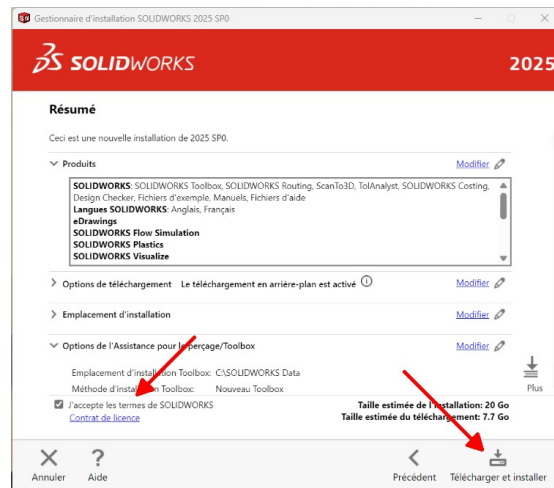 Gestionnaire d'installation SOLIDWORKS 2025 SP0
SOLIDWORKS
2025
Résumé
Ceci est une nouvelle installation de 2025 SP0.
Produits
Modifier
SOLIDWORKS: SOLIDWORKS Toolbox, SOLIDWORKS Routing, ScanTo3D, TolAnalyst, SOLIDWORKS Costing,
Design Checker, Fichiers d'exemple, Manuels, Fichiers d'aide
Langues SOLIDWORKS: Anglais, Français
eDrawings
SOLIDWORKS Flow Simulation
SOLIDWORKS Plastics
SOLIDWORKS Visualize
Options de téléchargement Le téléchargement en arrière-plan est activé
Modifier
Emplacement d'installation
Modifier
Options de l'Assistance pour le perçage/Toolbox
Modifier
Emplacement d'installation Toolbox: C:\SOLIDWORKS Data
Méthode d'installation Toolbox: Nouveau Toolbox
Plus
J'accepte les termes de SOLIDWORKS
Contrat de licence
Taille estimée de l'installation: 20 Go
Taille estimée du téléchargement: 7.7 Go
Annuler
Aide
Précédent
Télécharger et installer